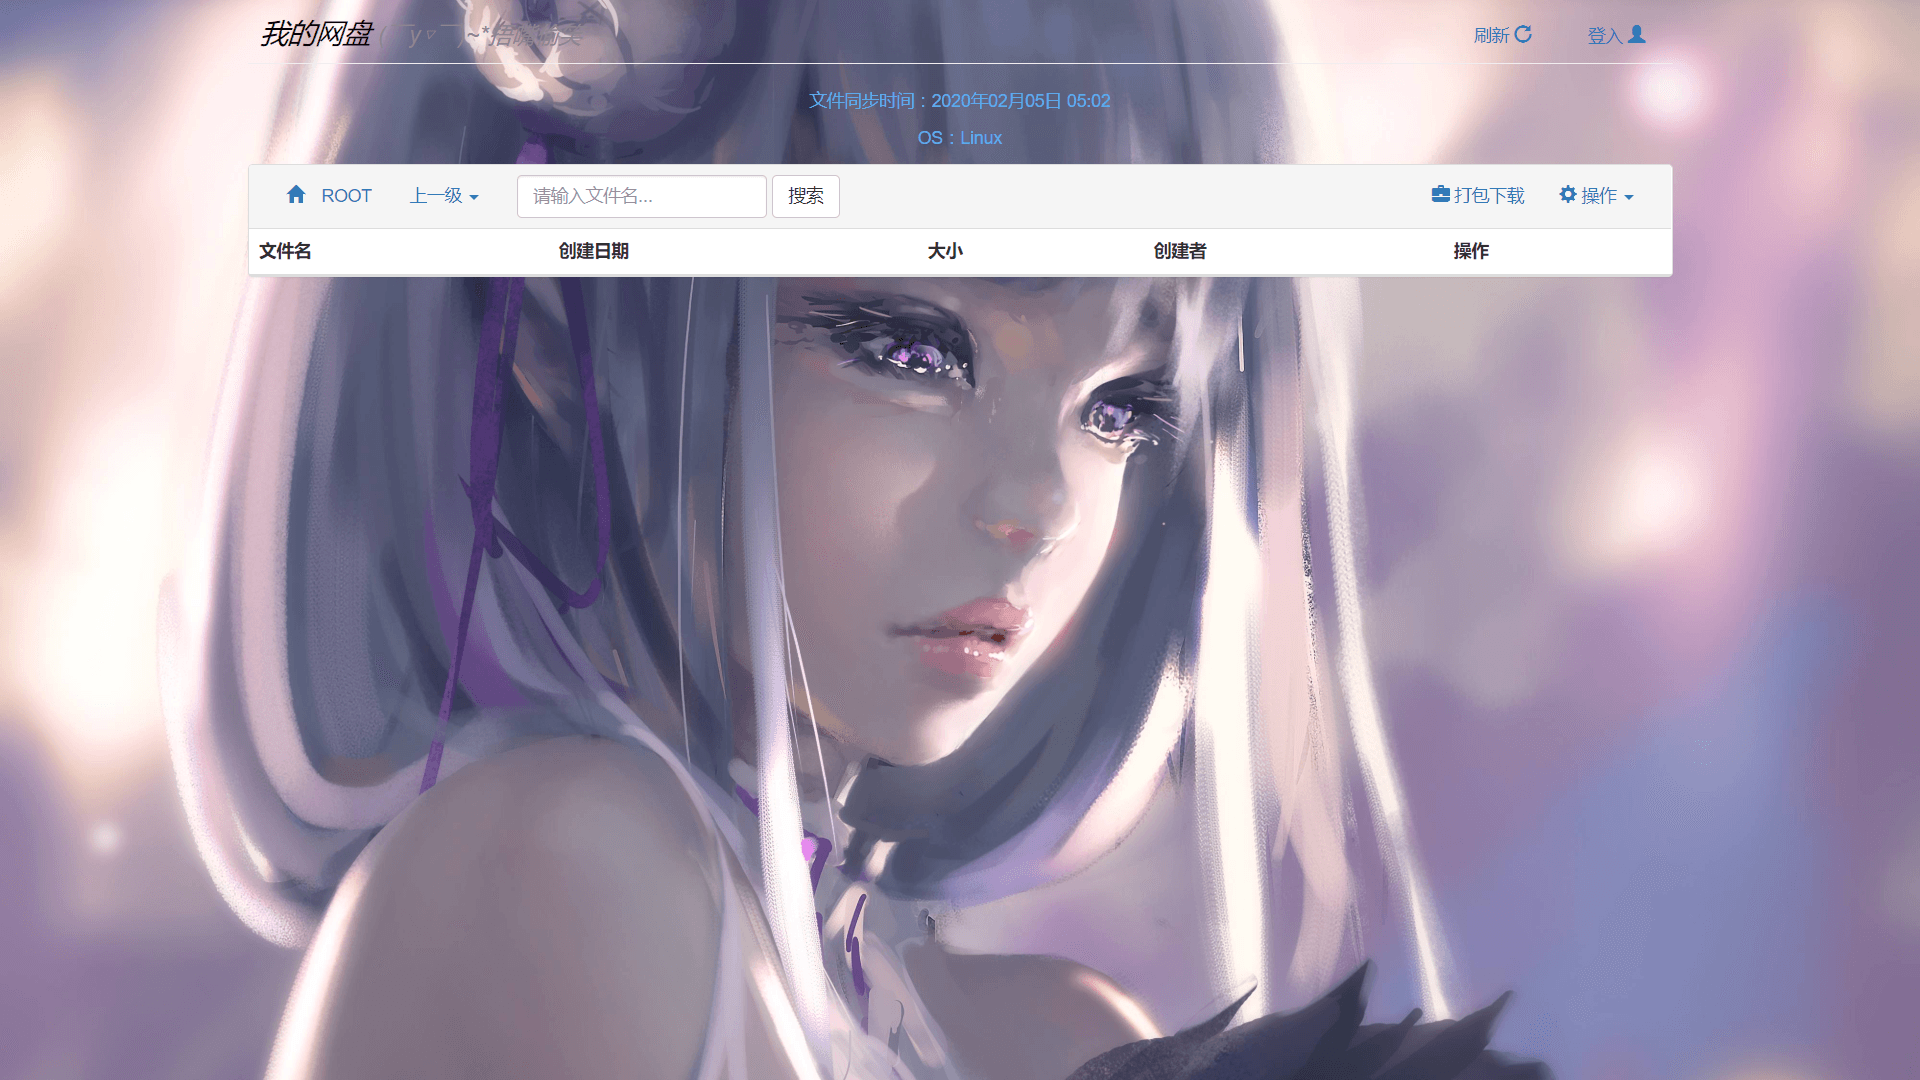 我的网盘 (￣y▽￣)~*捂嘴偷笑
刷新 登入
文件同步时间：2020年02月05日 05:02
OS：Linux
ROOT 上一级 请输入文件名... 搜索 打包下载 操作
文件名 创建日期 大小 创建者 操作